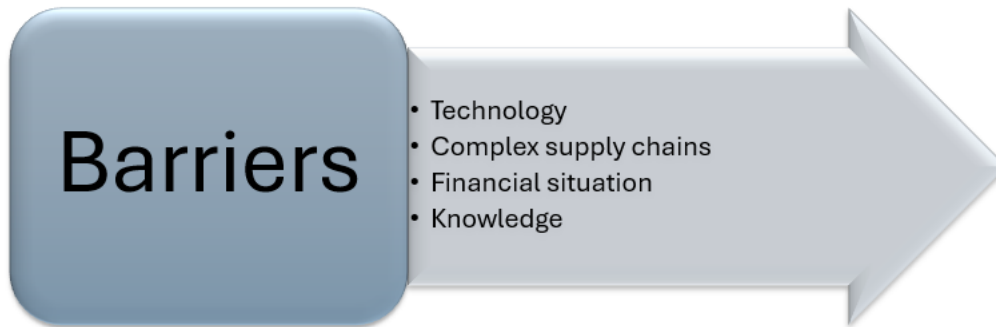 Barriers
• Technology
• Complex supply chains
• Financial situation
• Knowledge